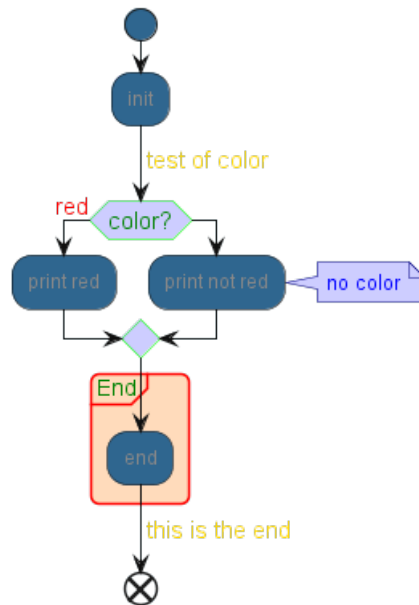 init
test of color
red
color?
print red
print not red
no color
End
end
this is the end